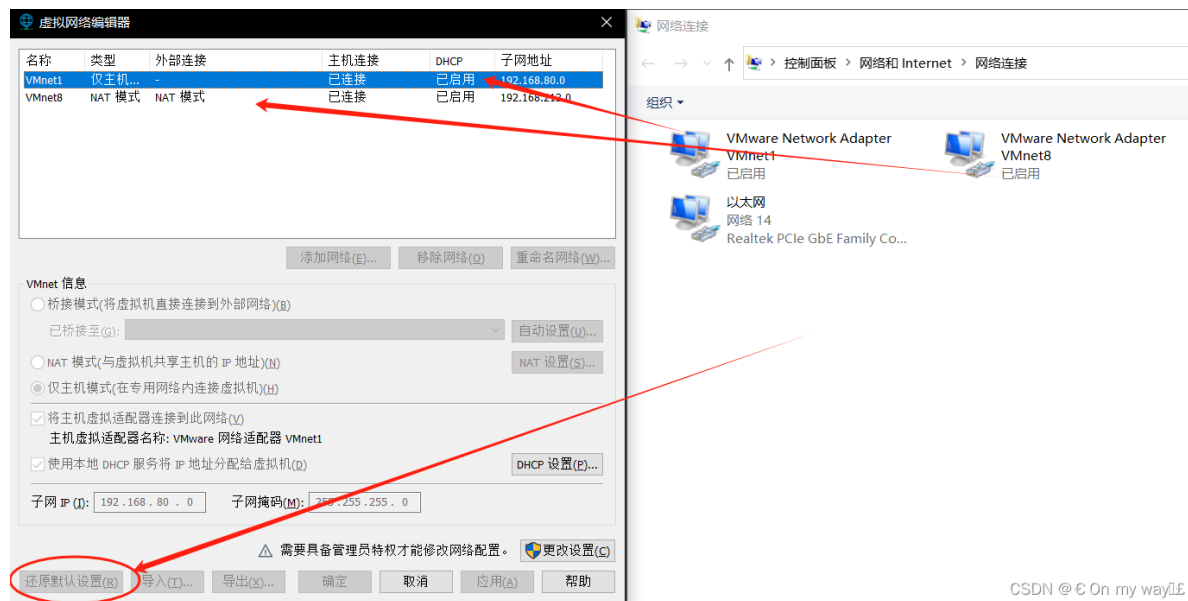 虚拟网络编辑器
名称 类型 外部连接 主机连接 DHCP 子网地址
VMnet1 仅主机... - 已连接 已启用 192.168.80.0
VMnet8 NAT 模式 NAT 模式 已连接 已启用 192.168.213.0
添加网络(E)... 移除网络(O) 重命名网络(W)...
VMnet 信息
桥接模式(将虚拟机直接连接到外部网络)(B)
已桥接至(G): 自动设置(U)...
NAT 模式(与虚拟机共享主机的 IP 地址)(N) NAT 设置(S)...
仅主机模式(在专用网络内连接虚拟机)(H)
将主机虚拟适配器连接到此网络(V)
主机虚拟适配器名称: VMware 网络适配器 VMnet1
使用本地 DHCP 服务将 IP 地址分配给虚拟机(D) DHCP 设置(P)...
子网 IP (I): 192.168. 80 . 0 子网掩码(M): 255.255.255. 0
需要具备管理员特权才能修改网络配置。 更改设置(C)
还原默认设置(R) 导入(T)... 导出(X)... 确定 取消 应用(A) 帮助
网络连接
控制面板 > 网络和 Internet > 网络连接
组织
VMware Network Adapter
VMnet1
已启用
VMware Network Adapter
VMnet8
已启用
以太网
网络 14
Realtek PCIe GbE Family Co...
CSDN @€ On my way